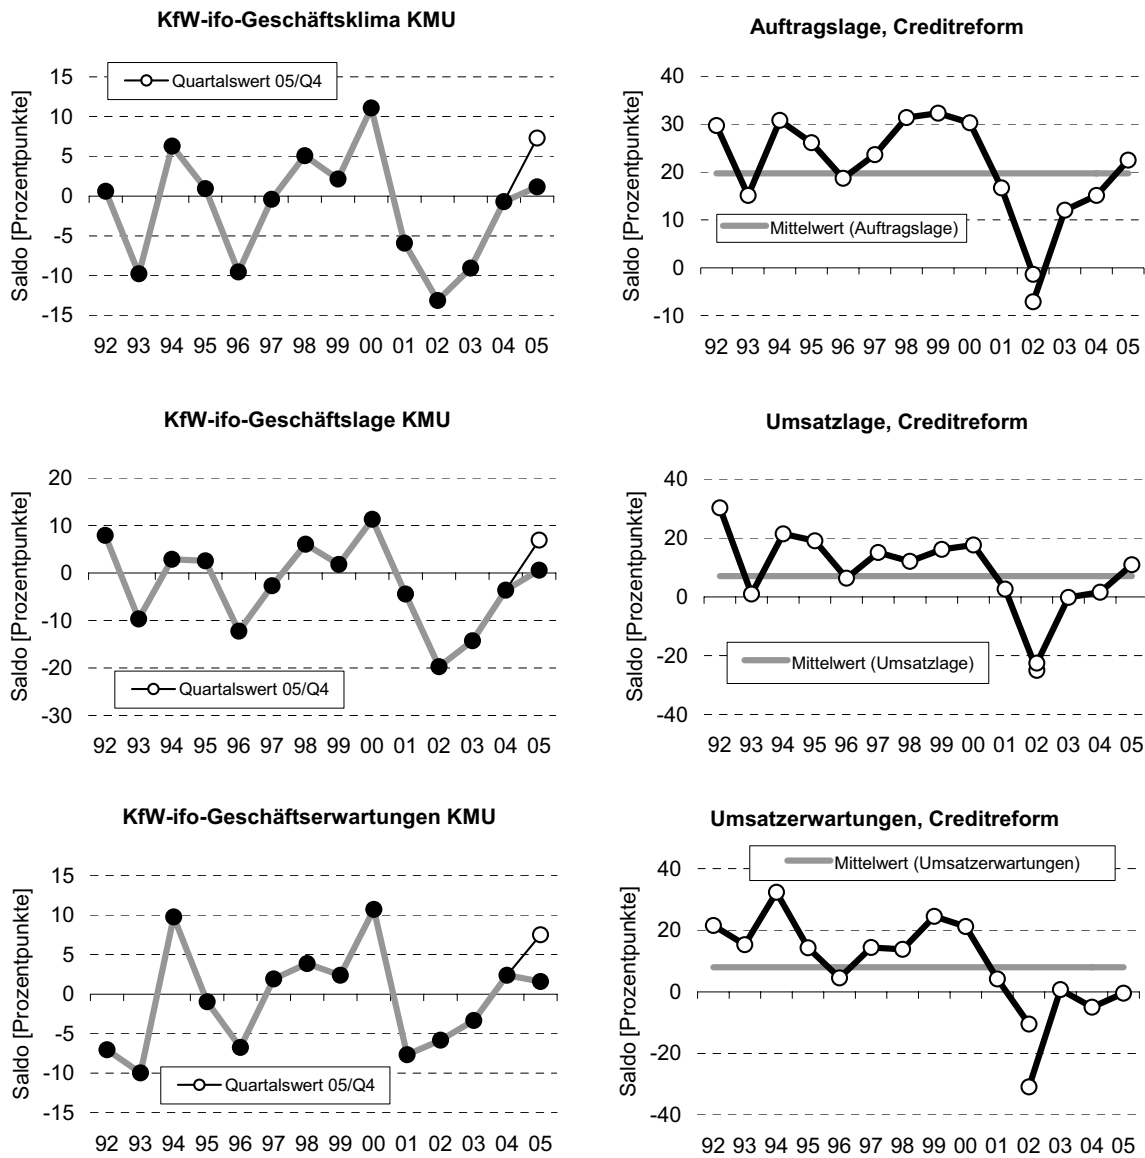 KfW-ifo-Geschäftsklima KMU
Saldo [Prozentpunkte]
15
10
5
0
-5
-10
-15
Quartalswert 05/Q4
92 93 94 95 96 97 98 99 00 01 02 03 04 05
Auftragslage, Creditreform
Saldo [Prozentpunkte]
40
30
20
10
0
-10
Mittelwert (Auftragslage)
92 93 94 95 96 97 98 99 00 01 02 03 04 05
KfW-ifo-Geschäftslage KMU
Saldo [Prozentpunkte]
20
10
0
-10
-20
-30
Quartalswert 05/Q4
92 93 94 95 96 97 98 99 00 01 02 03 04 05
Umsatzlage, Creditreform
Saldo [Prozentpunkte]
40
20
0
-20
-40
Mittelwert (Umsatzlage)
92 93 94 95 96 97 98 99 00 01 02 03 04 05
KfW-ifo-Geschäftserwartungen KMU
Saldo [Prozentpunkte]
15
10
5
0
-5
-10
-15
Quartalswert 05/Q4
92 93 94 95 96 97 98 99 00 01 02 03 04 05
Umsatzerwartungen, Creditreform
Saldo [Prozentpunkte]
40
20
0
-20
-40
Mittelwert (Umsatzerwartungen)
92 93 94 95 96 97 98 99 00 01 02 03 04 05